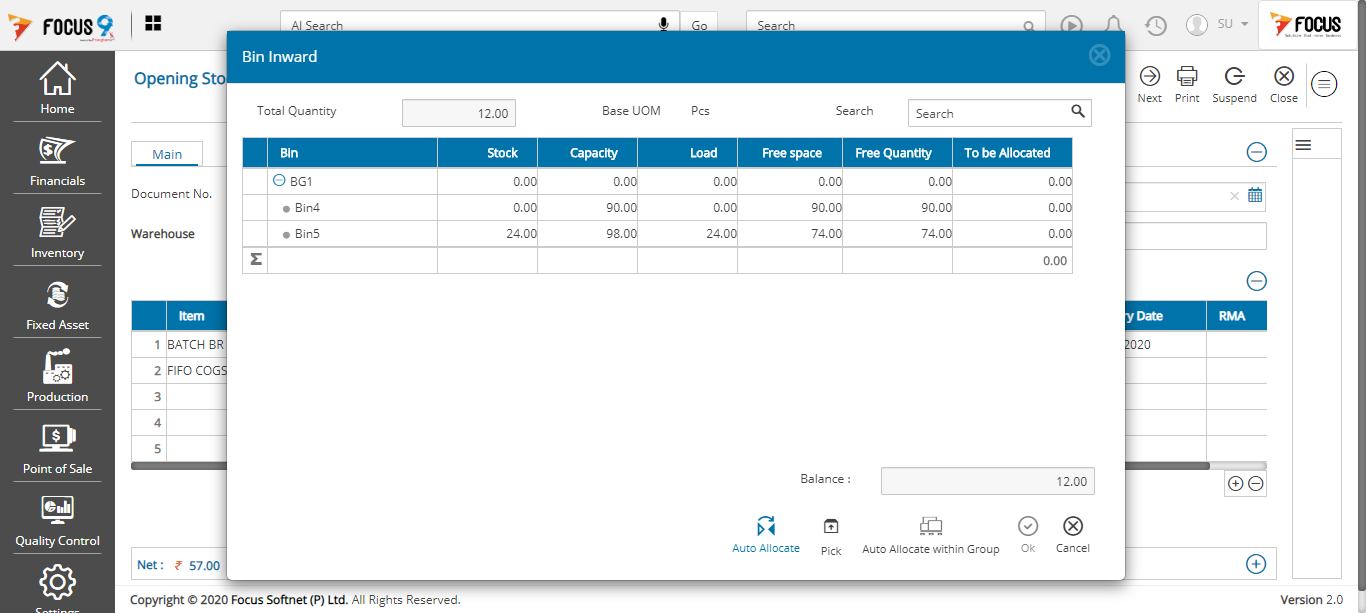 FOCUS 9
AI Search
Go
Search
SU
FOCUS
Home
Financials
Inventory
Fixed Asset
Production
Point of Sale
Quality Control
Settings
Opening Sto
Next
Print
Suspend
Close
Main
Document No.
Warehouse
Item
ry Date
RMA
1 BATCH BR
2020
2 FIFO COGS
3
4
5
Net : ₹ 57.00
Bin Inward
Total Quantity 12.00 Base UOM Pcs Search Search
Bin Stock Capacity Load Free space Free Quantity To be Allocated
BG1 0.00 0.00 0.00 0.00 0.00 0.00
Bin4 0.00 90.00 0.00 90.00 90.00 0.00
Bin5 24.00 98.00 24.00 74.00 74.00 0.00
Σ 0.00
Balance : 12.00
Auto Allocate
Pick
Auto Allocate within Group
Ok
Cancel
Copyright © 2020 Focus Softnet (P) Ltd. All Rights Reserved.
Version 2.0